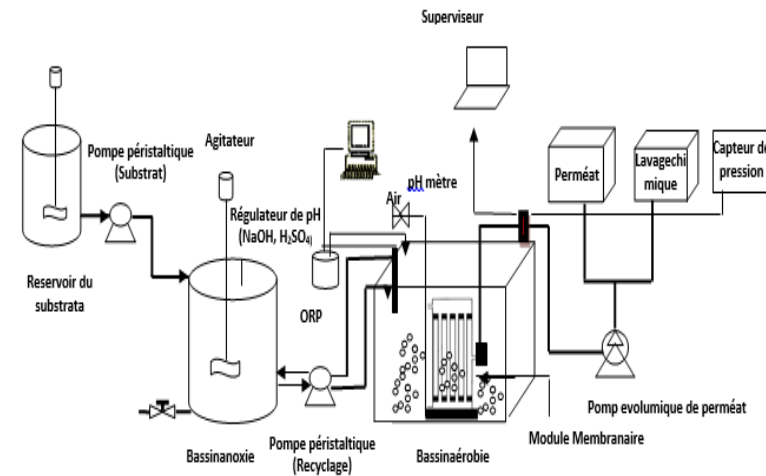 Superviseur
Pompe péristaltique
(Substrat)
Agitateur
pH mètre
Air
Perméat
Lavagechi
mique
Capteur de
pression
Régulateur de pH
(NaOH, H₂SO₄)
Reservoir du
substrata
ORP
Pomp evolumique de perméat
Bassinanoxie
Pompe péristaltique
(Recyclage)
Bassinaérobie
Module Membranaire